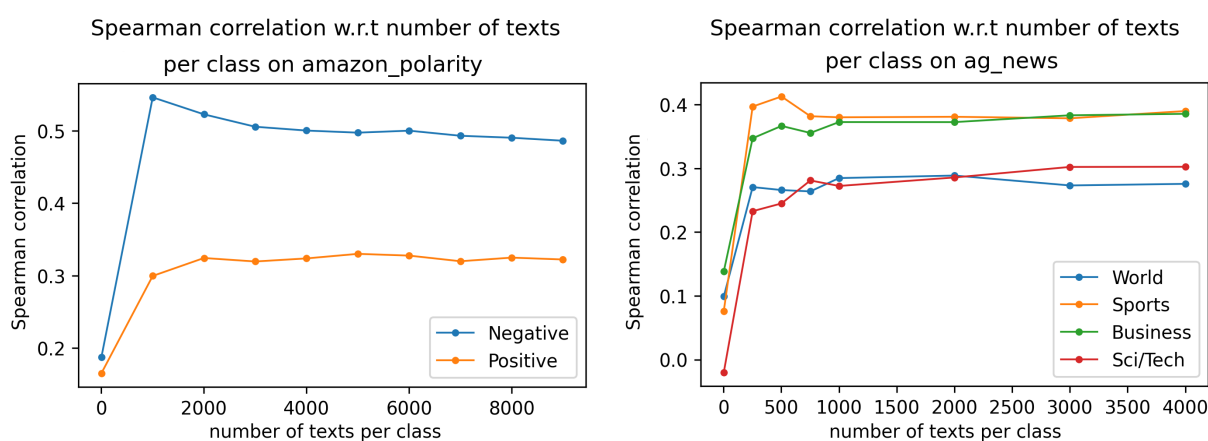 Spearman correlation w.r.t number of texts
per class on amazon_polarity
Spearman correlation
0.5
0.4
0.3
0.2
Negative
Positive
0 2000 4000 6000 8000
number of texts per class
Spearman correlation w.r.t number of texts
per class on ag_news
Spearman correlation
0.4
0.3
0.2
0.1
0.0
World
Sports
Business
Sci/Tech
0 500 1000 1500 2000 2500 3000 3500 4000
number of texts per class